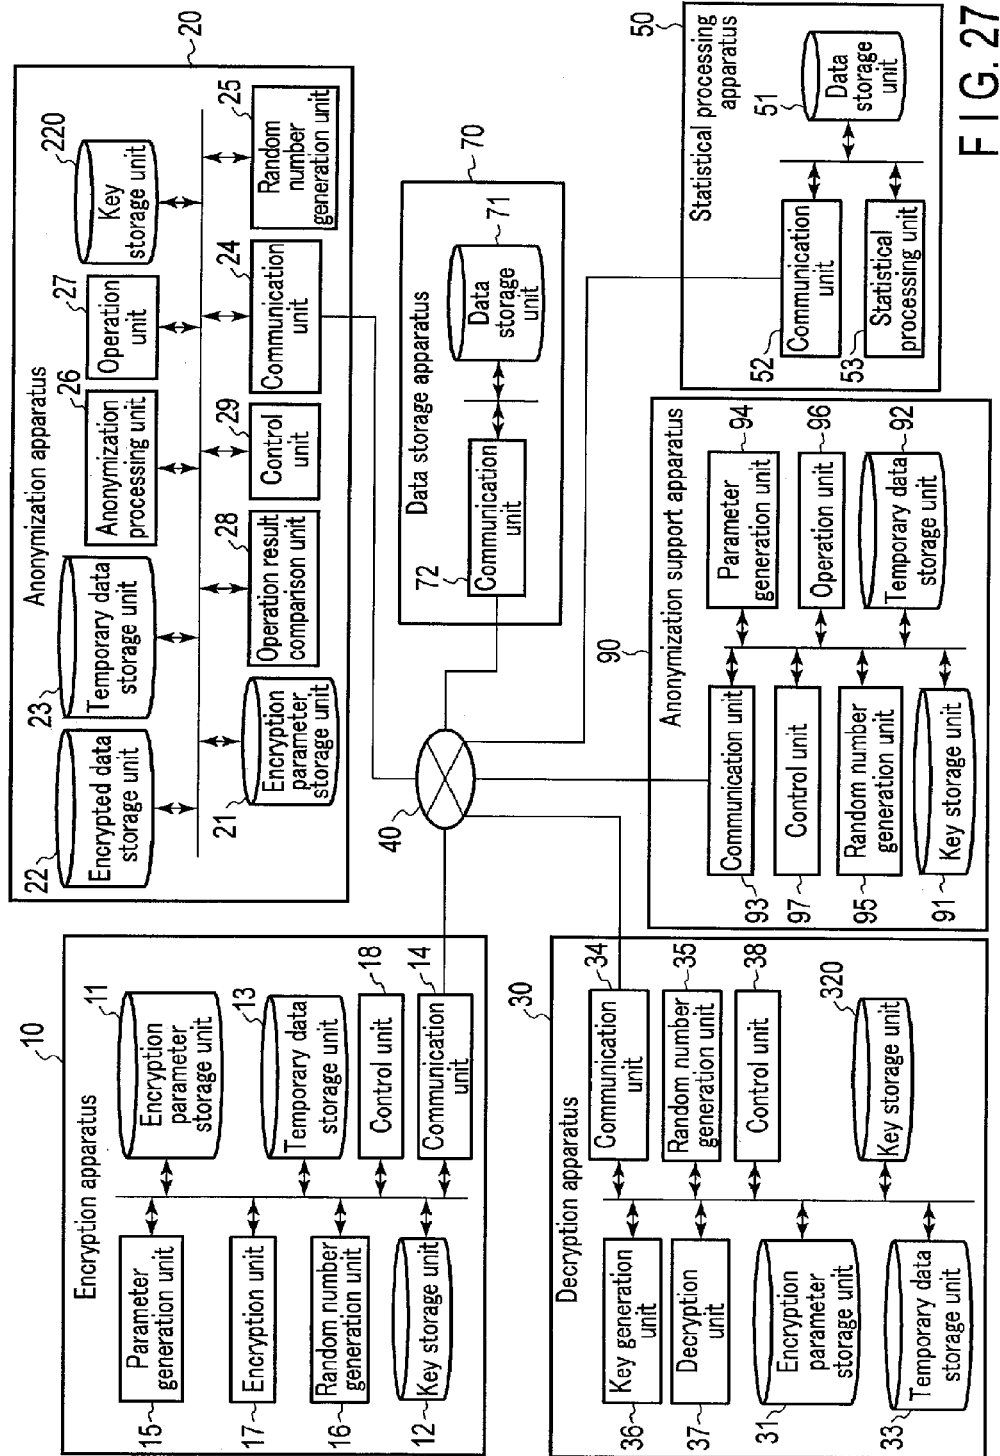 10
Encryption apparatus
15
Parameter
generation unit
11
Encryption
parameter
storage unit
17
Encryption unit
13
Temporary data
storage unit
16
Random number
generation unit
18
Control unit
12
Key storage unit
14
Communication
unit
20
Anonymization apparatus
22
Encrypted data
storage unit
23
Temporary data
storage unit
26
Anonymization
processing unit
27
Operation
unit
220
Key
storage unit
21
Encryption
parameter
storage unit
28
Operation result
comparison unit
29
Control
unit
24
Communication
unit
25
Random
number
generation unit
40
70
Data storage apparatus
72
Communication
unit
71
Data
storage
unit
30
Decryption apparatus
36
Key generation
unit
34
Communication
unit
37
Decryption
unit
35
Random number
generation unit
31
Encryption
parameter
storage unit
38
Control unit
33
Temporary data
storage unit
320
Key storage unit
90
Anonymization support apparatus
93
Communication unit
94
Parameter
generation unit
97
Control unit
96
Operation unit
95
Random number
generation unit
92
Temporary data
storage unit
91
Key storage unit
50
Statistical processing
apparatus
52
Communication
unit
51
Data
storage
unit
53
Statistical
processing unit
FIG. 27